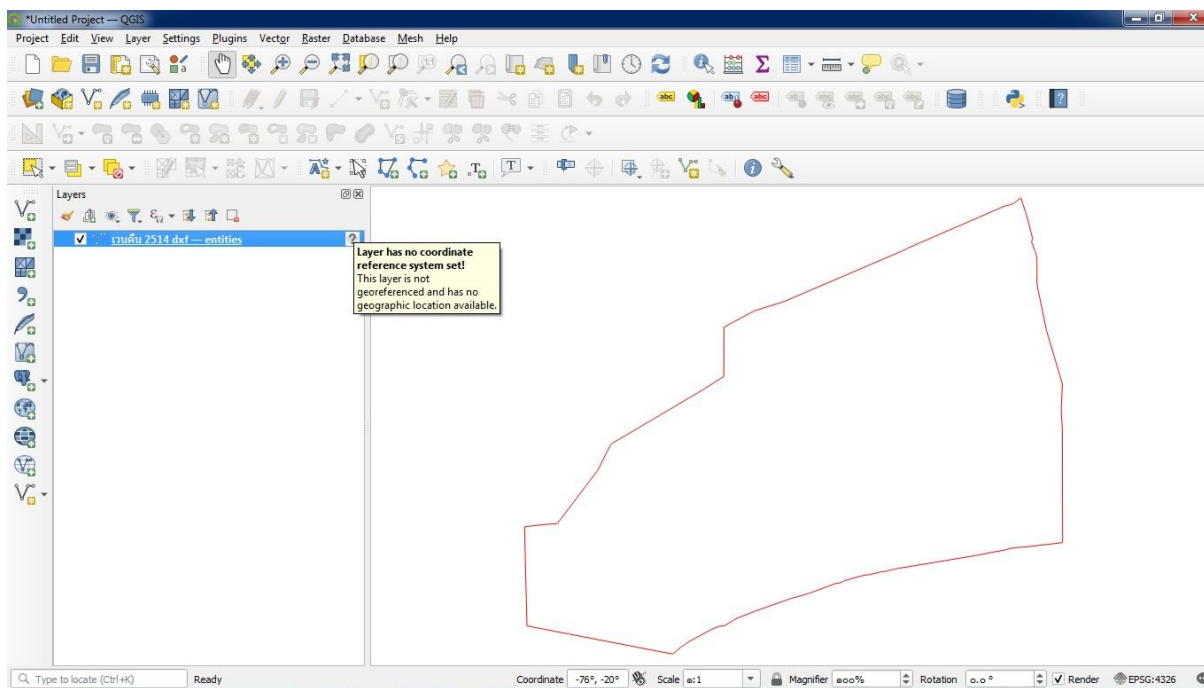 *Untitled Project — QGIS
Project Edit View Layer Settings Plugins Vector Raster Database Mesh Help
Layers
เวนคืน 2514 dxf — entities
Layer has no coordinate
reference system set!
This layer is not
georeferenced and has no
geographic location available.
Type to locate (Ctrl+K) Ready Coordinate -76°, -20° Scale ๑:1 Magnifier ๑๐๐% Rotation ๐.๐ ° Render EPSG:4326